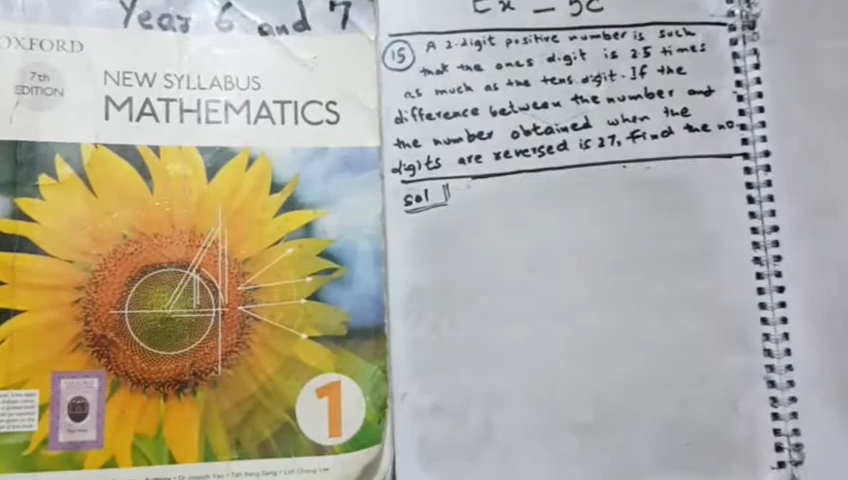 Year 6 and 7
OXFORD
7th
EDITION
NEW SYLLABUS
MATHEMATICS
1
Ex - 5C
15 A 2-digit positive number is such
that the ones digit is 2.5 times
as much as the tens digit. If the
difference between the number and
the number obtained when the
digits are reversed is 27, find the no.
Sol